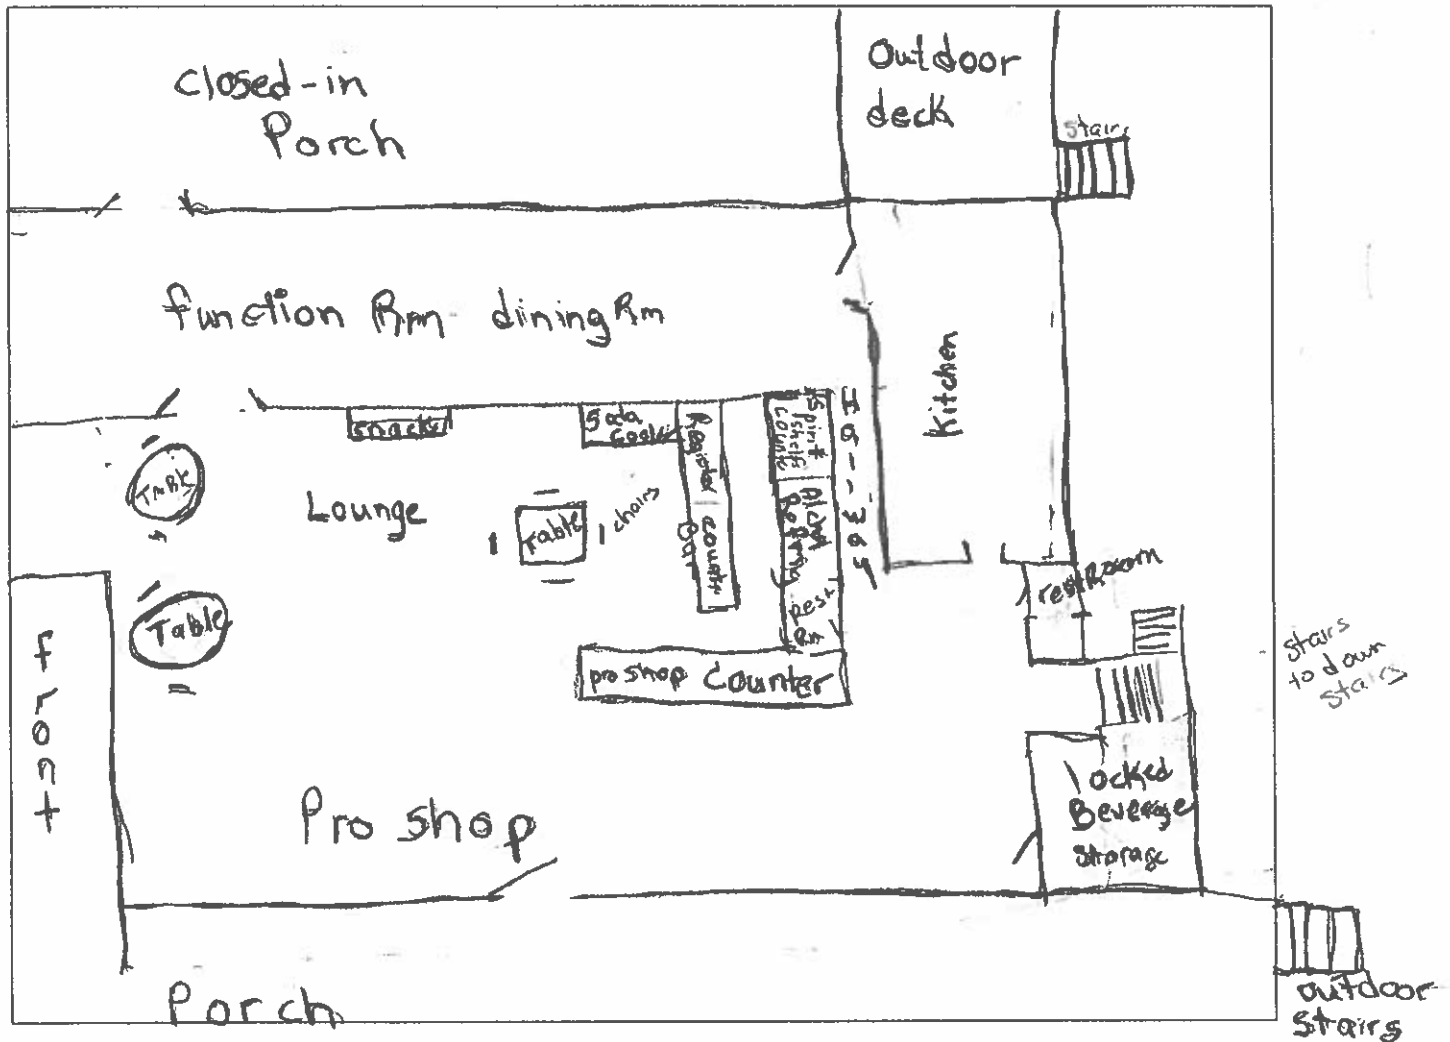 Closed-in
Porch
Outdoor
deck
stairs
function Rm- dining Rm
Kitchen
snacks
Soda
Cooler
Register
counter
Bar
Spirit
shelfs
Hallway
Rest
Rm
Table
Lounge
Table
chairs
Table
restRoom
pro shop Counter
stairs
to down
stairs
front
locked
Beverage
Storage
Pro shop
Porch
outdoor
stairs